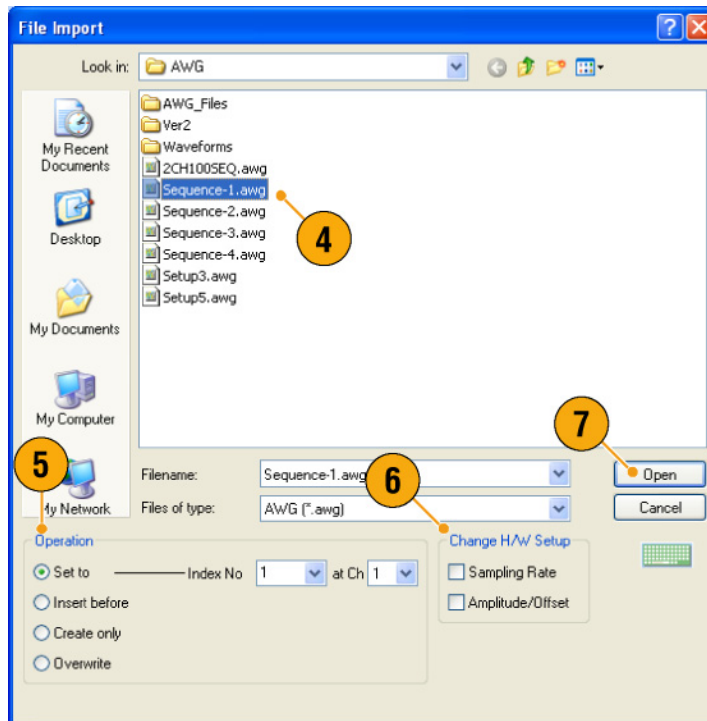 File Import
Look in: AWG
My Recent Documents
Desktop
My Documents
My Computer
My Network
AWG_Files
Ver2
Waveforms
2CH100SEQ.awg
Sequence-1.awg
Sequence-2.awg
Sequence-3.awg
Sequence-4.awg
Setup3.awg
Setup5.awg
4
5
6
7
Filename: Sequence-1.awg
Open
Files of type: AWG (*.awg)
Cancel
Operation
Set to Index No 1 at Ch 1
Insert before
Create only
Overwrite
Change H/W Setup
Sampling Rate
Amplitude/Offset